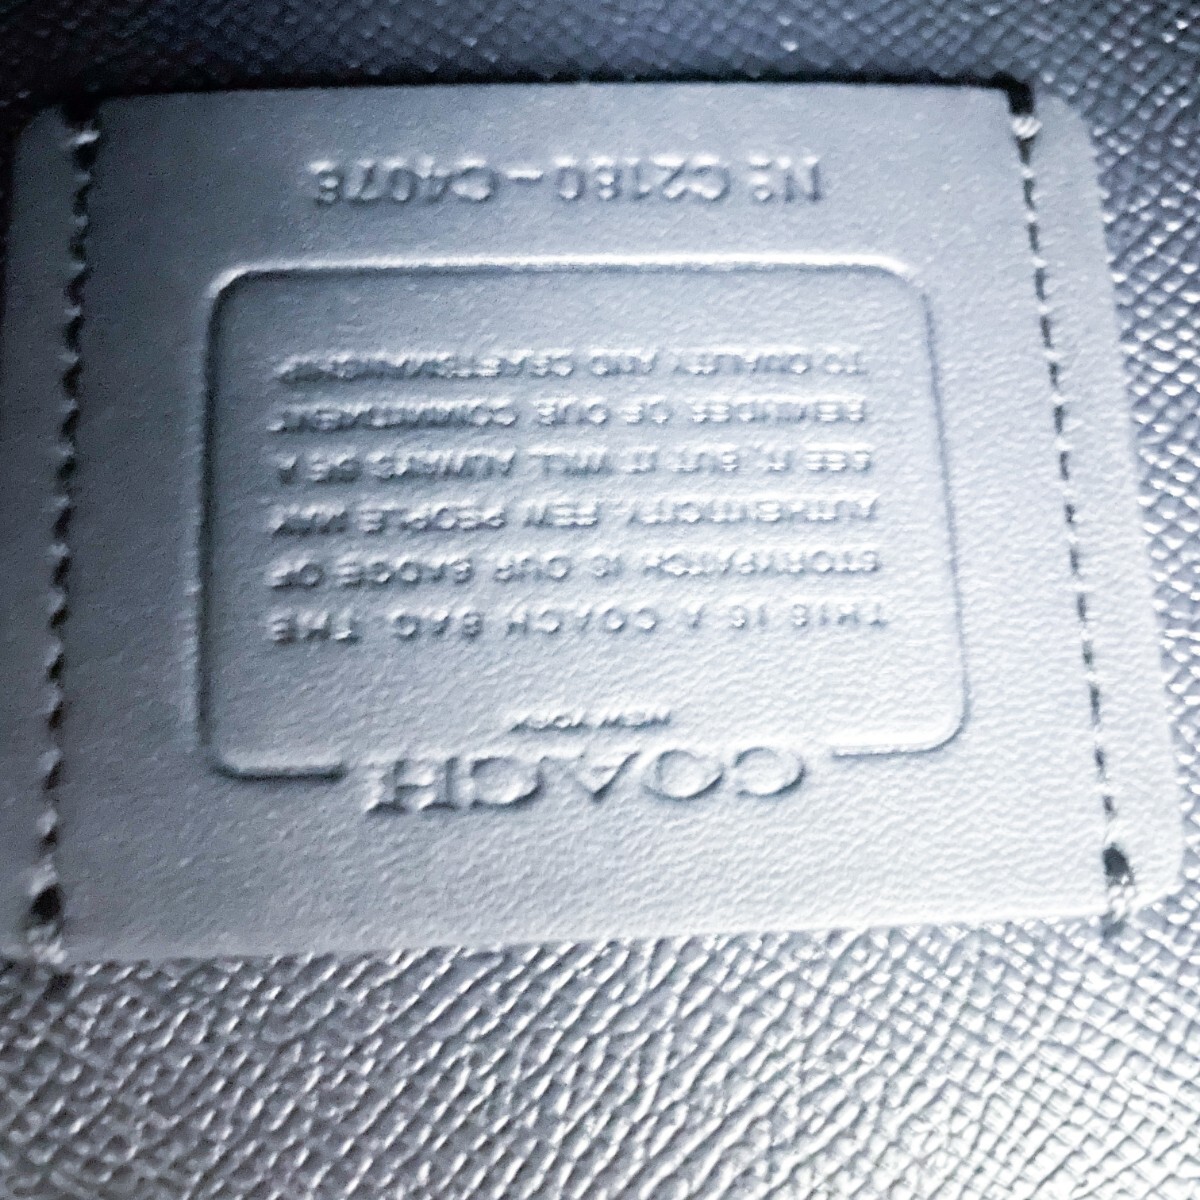 COACH
NEW YORK
THIS IS A COACH BAG. THE
STORYPATCH IS OUR BADGE OF
AUTHENTICITY. FEW PEOPLE MAY
SEE IT, BUT IT WILL ALWAYS BE A
REMINDER OF OUR COMMITMENT
TO QUALITY AND CRAFTSMANSHIP
Nº C2180 - C4078